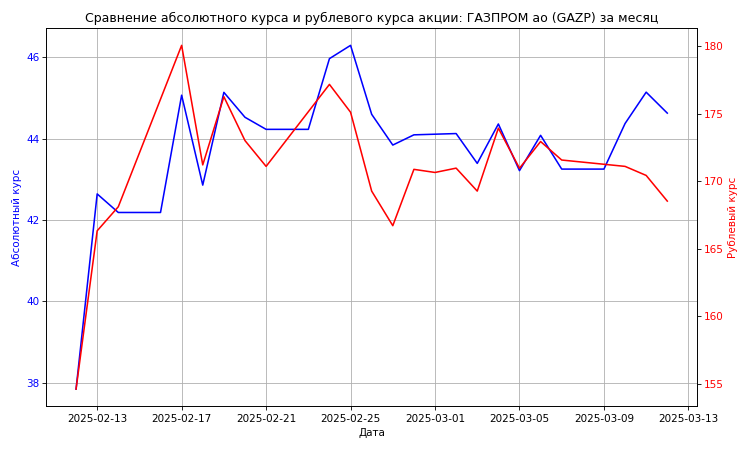 Сравнение абсолютного курса и рублевого курса акции: ГАЗПРОМ ао (GAZP) за месяц
46
44
42
40
38
Абсолютный курс
180
175
170
165
160
155
Рублевый курс
2025-02-13 2025-02-17 2025-02-21 2025-02-25 2025-03-01 2025-03-05 2025-03-09 2025-03-13
Дата